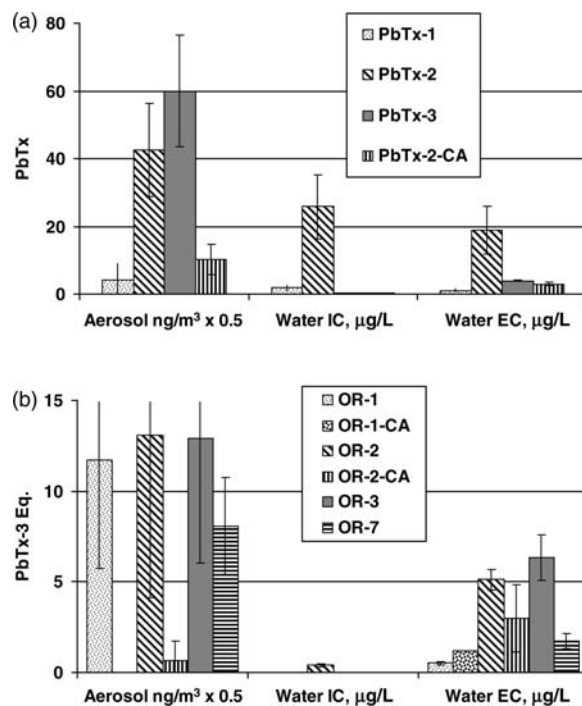 (a)
80
60
40
20
0
PbTx
PbTx-1
PbTx-2
PbTx-3
PbTx-2-CA
Aerosol ng/m³ x 0.5 Water IC, µg/L Water EC, µg/L
(b)
15
10
5
0
PbTx-3 Eq.
OR-1
OR-1-CA
OR-2
OR-2-CA
OR-3
OR-7
Aerosol ng/m³ x 0.5 Water IC, µg/L Water EC, µg/L